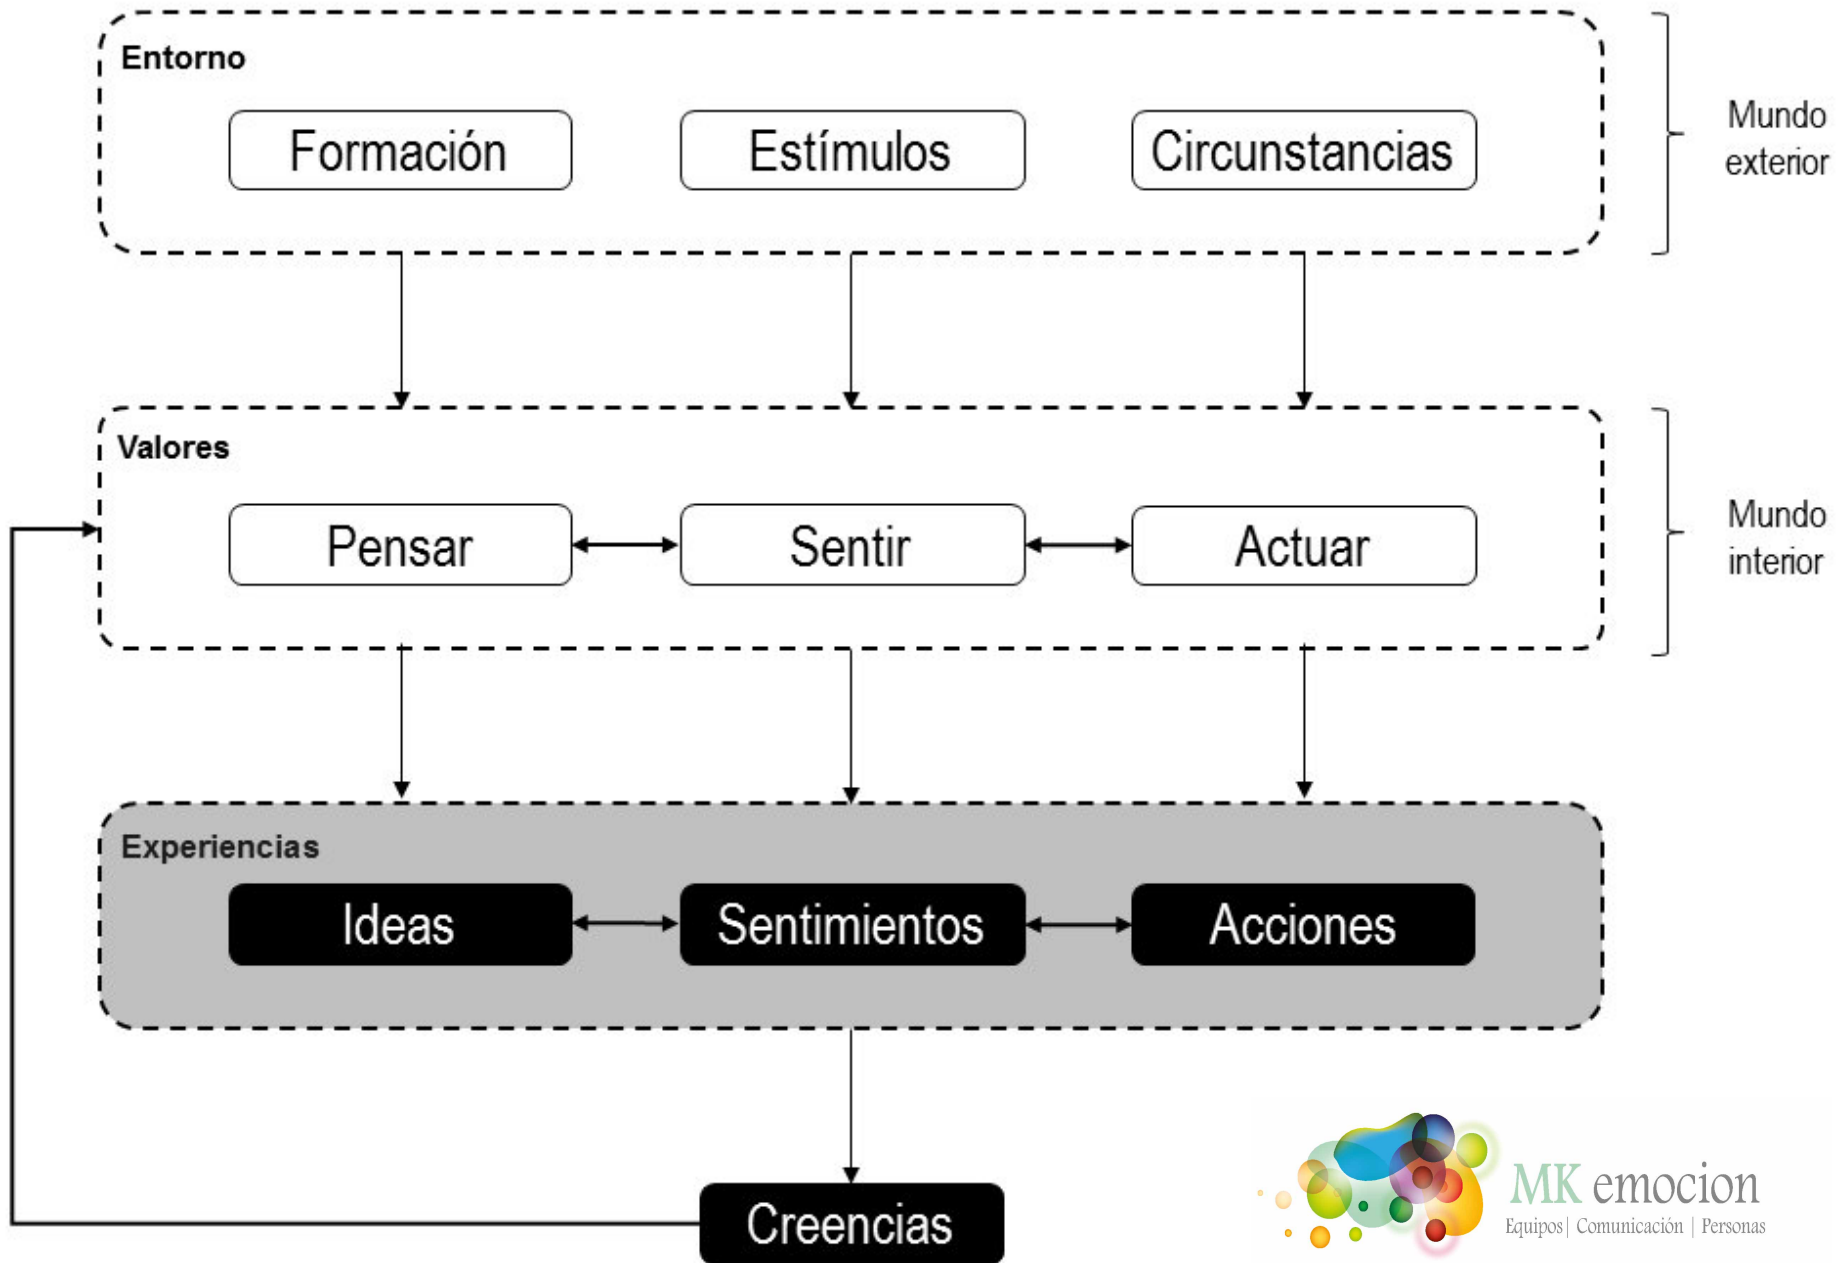 Entorno
Formación
Estímulos
Circunstancias
Mundo
exterior
Valores
Pensar
Sentir
Actuar
Mundo
interior
Experiencias
Ideas
Sentimientos
Acciones
Creencias
MK emocion
Equipos| Comunicación | Personas